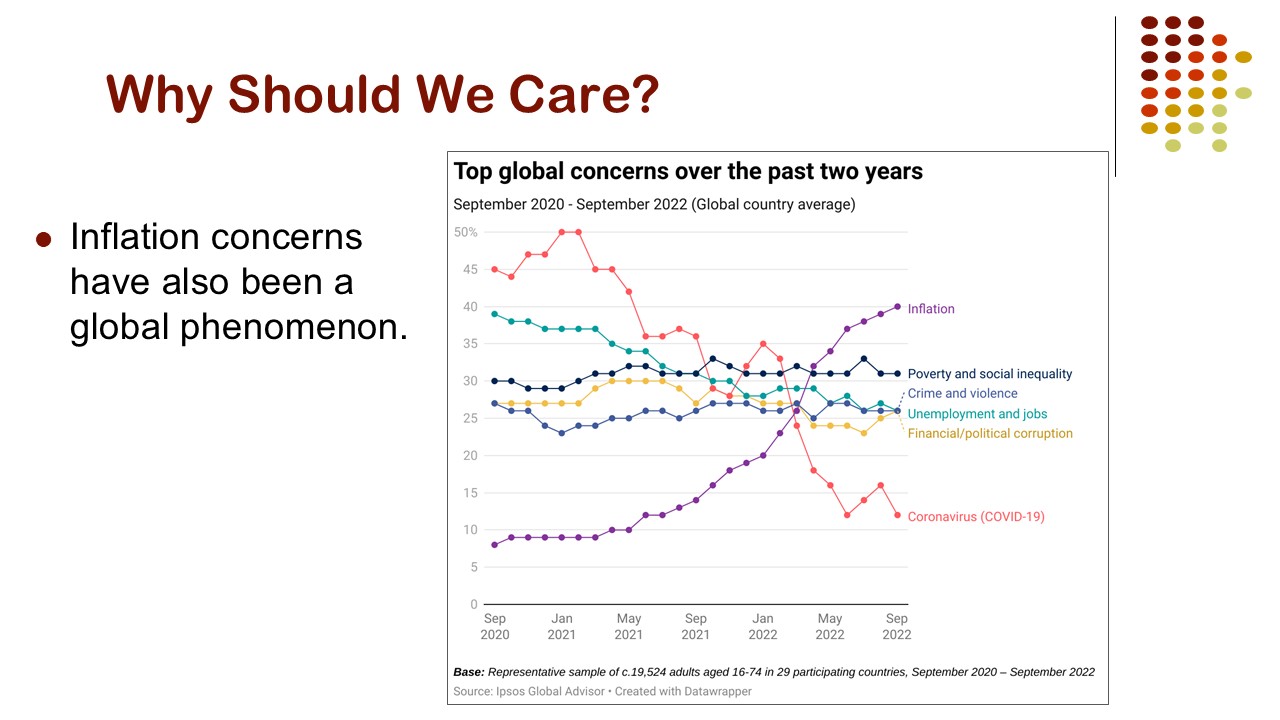 Why Should We Care?
● Inflation concerns
have also been a
global phenomenon.
Top global concerns over the past two years
September 2020 - September 2022 (Global country average)
50%
45
40
35
30
25
20
15
10
5
0
Inflation
Poverty and social inequality
Crime and violence
Unemployment and jobs
Financial/political corruption
Coronavirus (COVID-19)
Sep Jan May Sep Jan May Sep
2020 2021 2021 2021 2022 2022 2022
Base: Representative sample of c.19,524 adults aged 16-74 in 29 participating countries, September 2020 – September 2022
Source: Ipsos Global Advisor • Created with Datawrapper